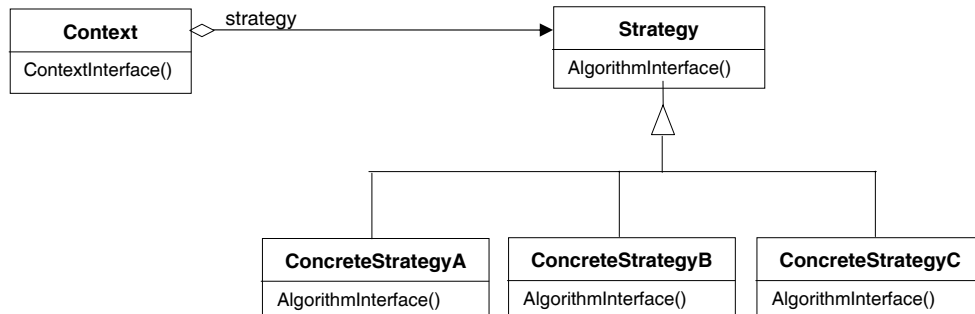 strategy
Context
Strategy
ContextInterface()
AlgorithmInterface()
ConcreteStrategyA
ConcreteStrategyB
ConcreteStrategyC
AlgorithmInterface()
AlgorithmInterface()
AlgorithmInterface()